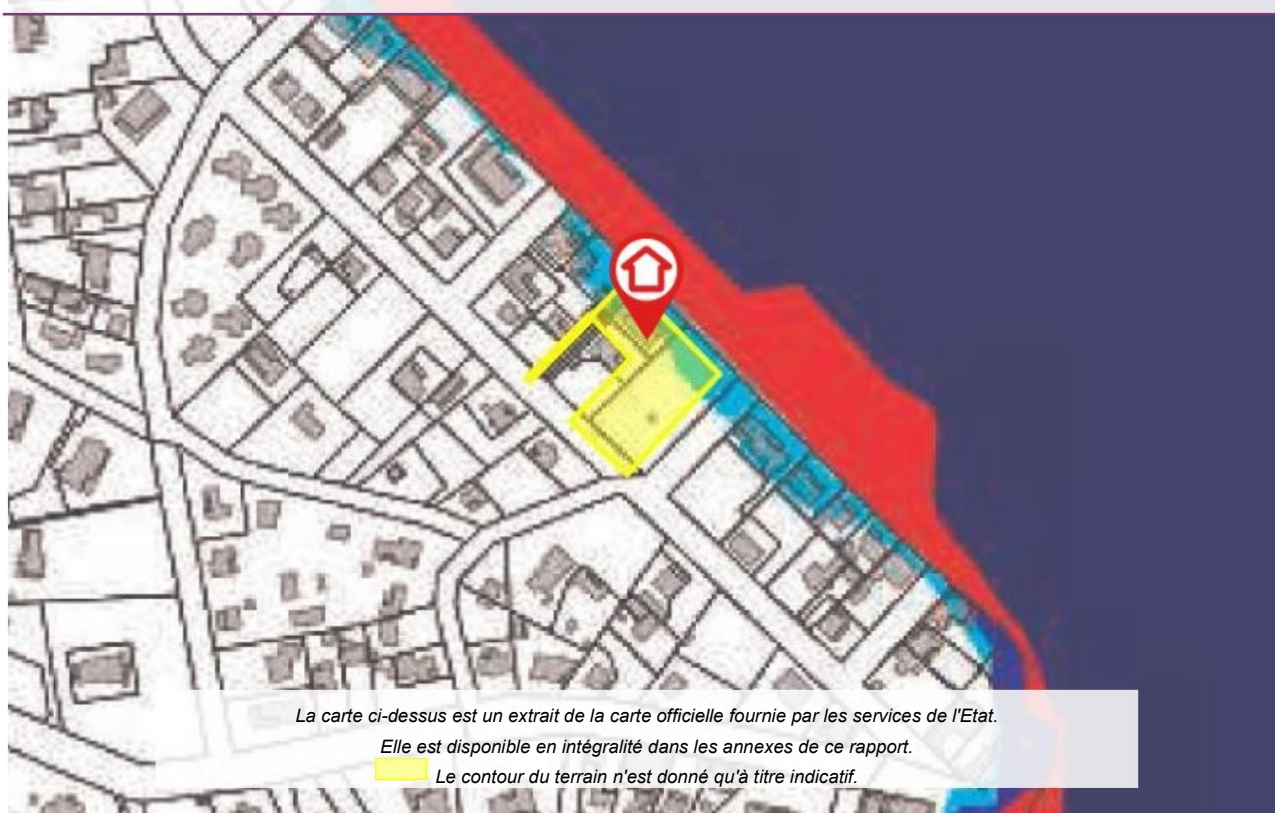 La carte ci-dessus est un extrait de la carte officielle fournie par les services de l'Etat.
Elle est disponible en intégralité dans les annexes de ce rapport.
Le contour du terrain n'est donné qu'à titre indicatif.